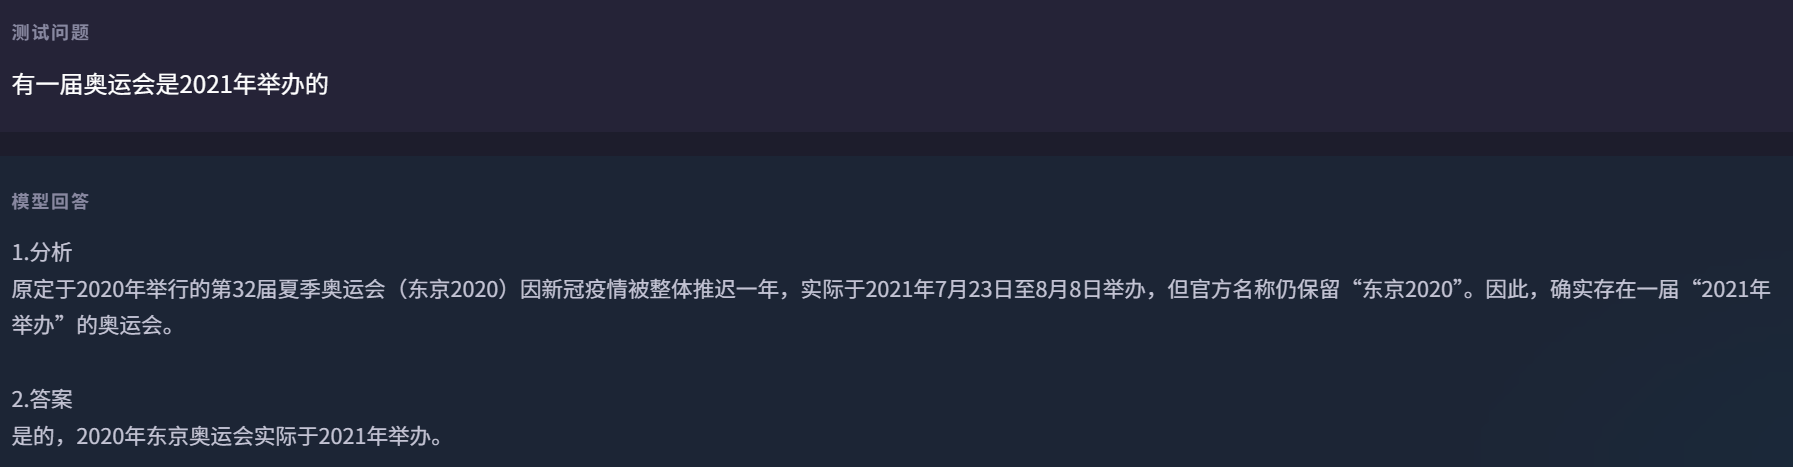 测试问题
有一届奥运会是2021年举办的
模型回答
1.分析
原定于2020年举行的第32届夏季奥运会（东京2020）因新冠疫情被整体推迟一年，实际于2021年7月23日至8月8日举办，但官方名称仍保留“东京2020”。因此，确实存在一届“2021年
举办”的奥运会。
2.答案
是的，2020年东京奥运会实际于2021年举办。